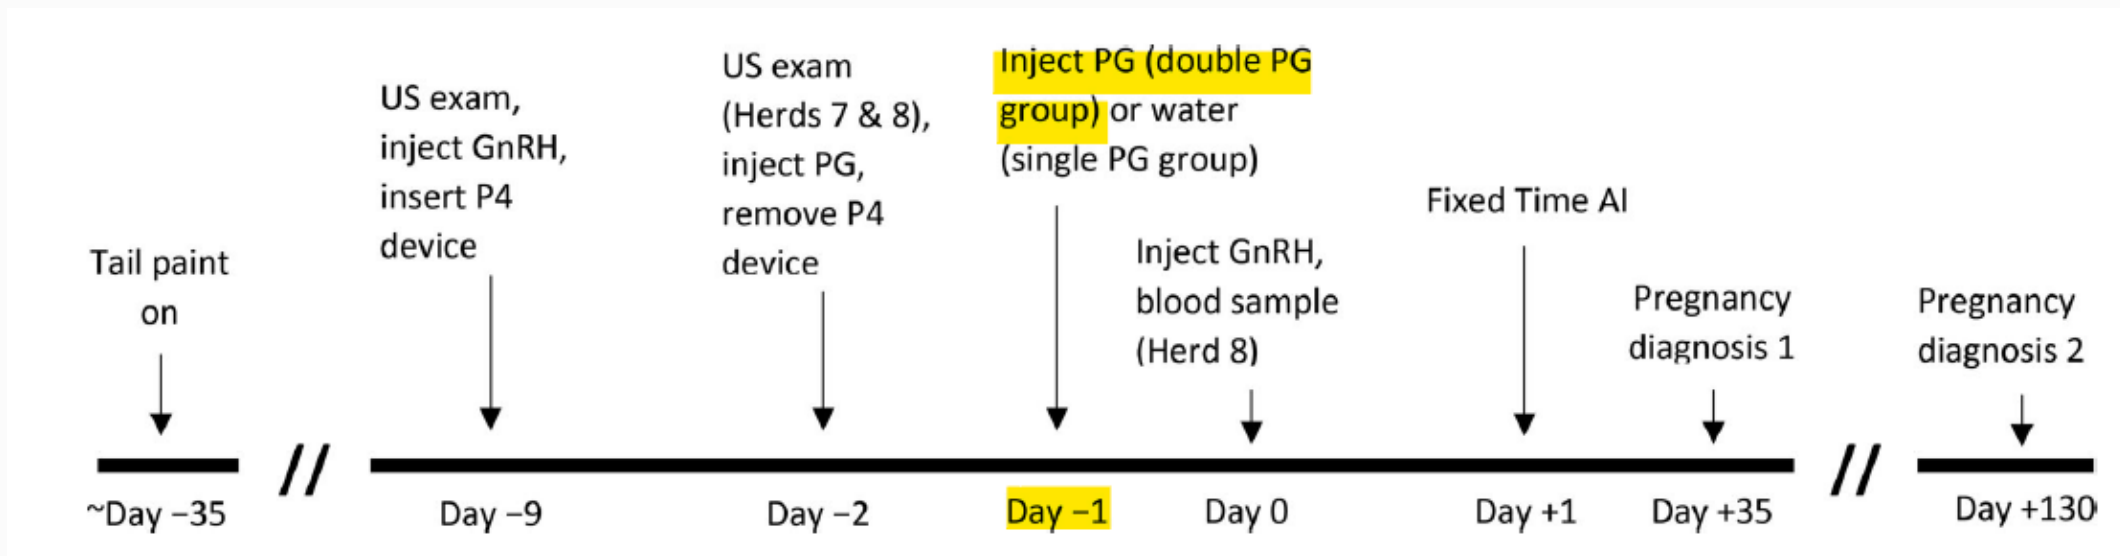 Tail paint
on
US exam,
inject GnRH,
insert P4
device
US exam
(Herds 7 & 8),
inject PG,
remove P4
device
Inject PG (double PG
group) or water
(single PG group)
Inject GnRH,
blood sample
(Herd 8)
Fixed Time AI
Pregnancy
diagnosis 1
Pregnancy
diagnosis 2
//
//
~Day −35
Day −9
Day −2
Day −1
Day 0
Day +1
Day +35
Day +130